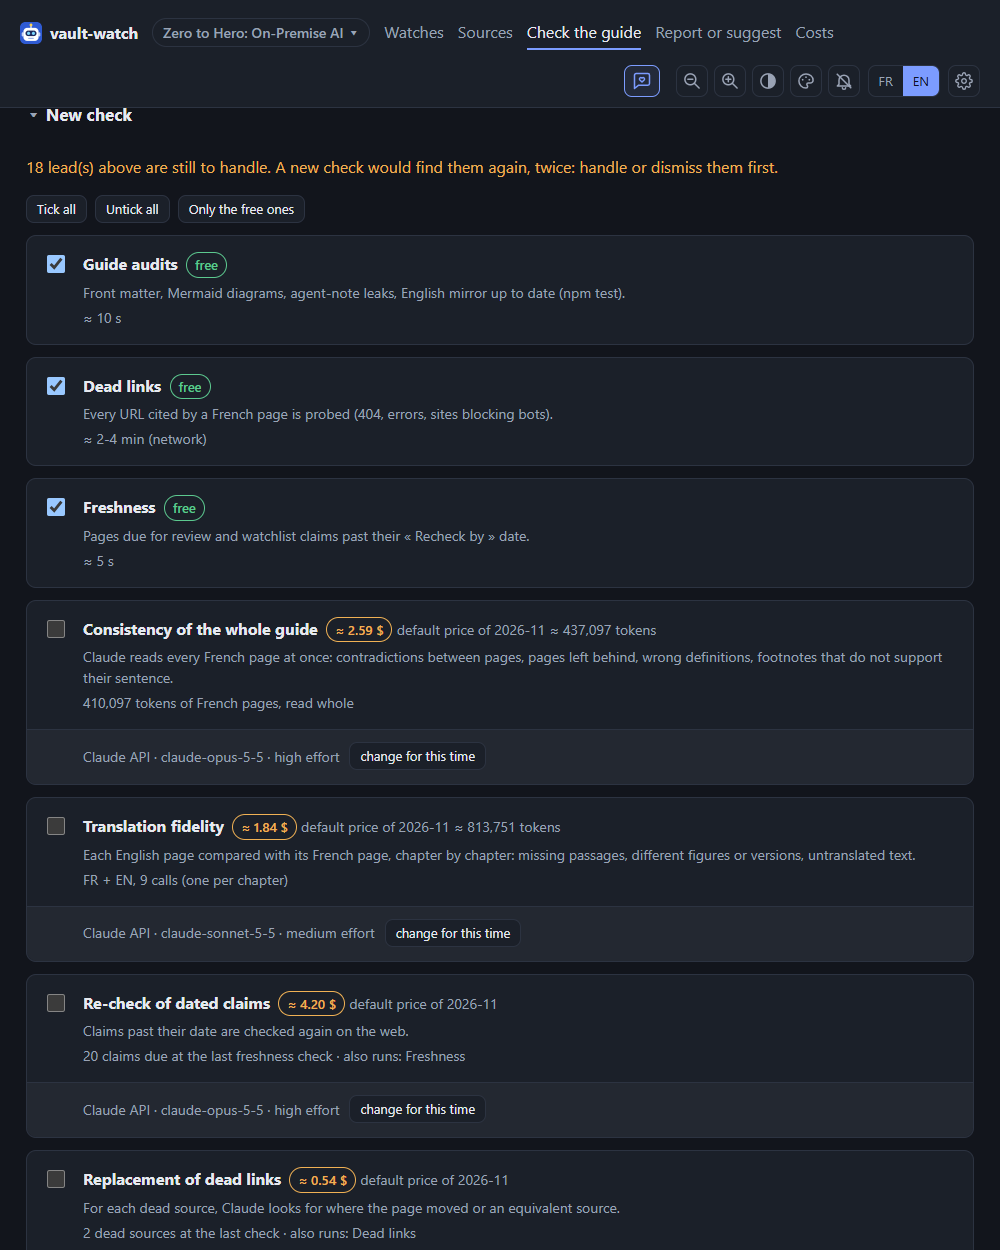 vault-watch
Zero to Hero: On-Premise AI
Watches
Sources
Check the guide
Report or suggest
Costs
FR
EN
New check
18 lead(s) above are still to handle. A new check would find them again, twice: handle or dismiss them first.
Tick all
Untick all
Only the free ones
Guide audits free
Front matter, Mermaid diagrams, agent-note leaks, English mirror up to date (npm test).
≈ 10 s
Dead links free
Every URL cited by a French page is probed (404, errors, sites blocking bots).
≈ 2-4 min (network)
Freshness free
Pages due for review and watchlist claims past their « Recheck by » date.
≈ 5 s
Consistency of the whole guide ≈ 2.59 $ default price of 2026-11 ≈ 437,097 tokens
Claude reads every French page at once: contradictions between pages, pages left behind, wrong definitions, footnotes that do not support
their sentence.
410,097 tokens of French pages, read whole
Claude API · claude-opus-5-5 · high effort change for this time
Translation fidelity ≈ 1.84 $ default price of 2026-11 ≈ 813,751 tokens
Each English page compared with its French page, chapter by chapter: missing passages, different figures or versions, untranslated text.
FR + EN, 9 calls (one per chapter)
Claude API · claude-sonnet-5-5 · medium effort change for this time
Re-check of dated claims ≈ 4.20 $ default price of 2026-11
Claims past their date are checked again on the web.
20 claims due at the last freshness check · also runs: Freshness
Claude API · claude-opus-5-5 · high effort change for this time
Replacement of dead links ≈ 0.54 $ default price of 2026-11
For each dead source, Claude looks for where the page moved or an equivalent source.
2 dead sources at the last check · also runs: Dead links